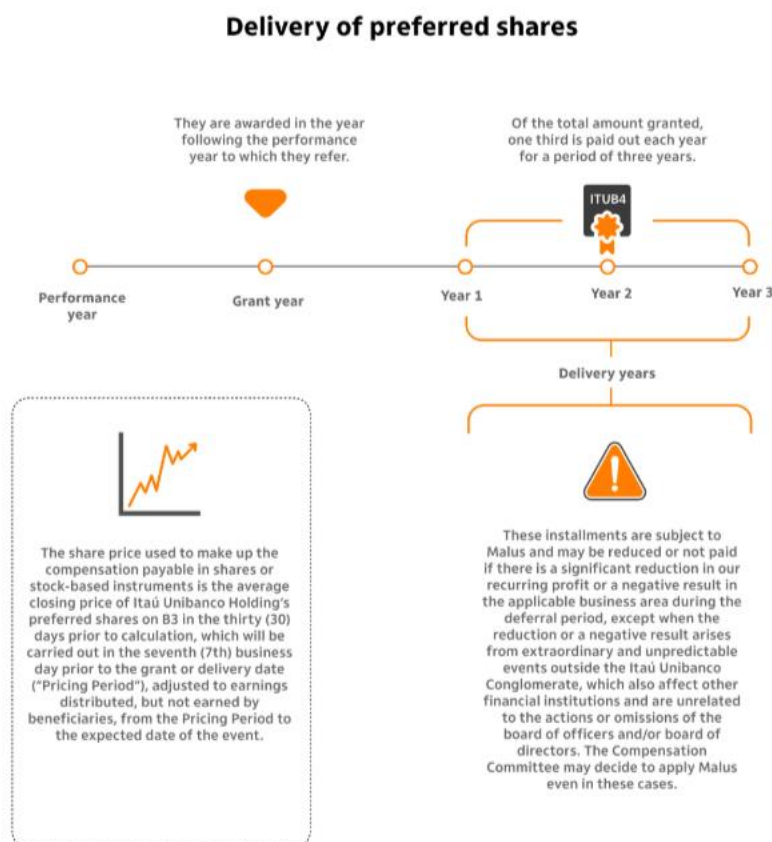 Delivery of preferred shares
They are awarded in the year
following the performance
year to which they refer.
Of the total amount granted,
one third is paid out each year
for a period of three years.
ITUB4
Performance
year
Grant year
Year 1
Year 2
Year 3
Delivery years
The share price used to make up the
compensation payable in shares or
stock-based instruments is the average
closing price of Itaú Unibanco Holding's
preferred shares on B3 in the thirty (30)
days prior to calculation, which will be
carried out in the seventh (7th) business
day prior to the grant or delivery date
("Pricing Period"), adjusted to earnings
distributed, but not earned by
beneficiaries, from the Pricing Period to
the expected date of the event.
These installments are subject to
Malus and may be reduced or not paid
if there is a significant reduction in our
recurring profit or a negative result in
the applicable business area during the
deferral period, except when the
reduction or a negative result arises
from extraordinary and unpredictable
events outside the Itaú Unibanco
Conglomerate, which also affect other
financial institutions and are unrelated
to the actions or omissions of the
board of officers and/or board of
directors. The Compensation
Committee may decide to apply Malus
even in these cases.